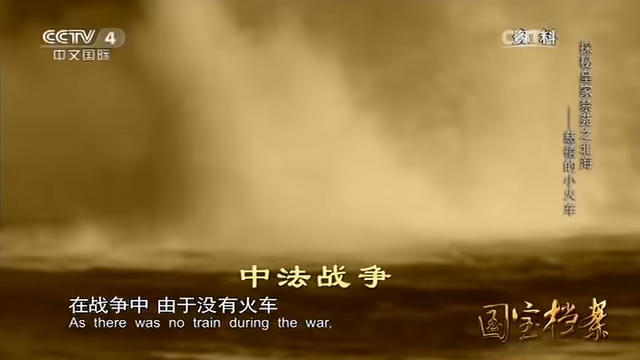 CCTV 4
中文国际
资料
探秘皇家禁苑之北海
——慈禧的小火车
中法战争
在战争中 由于没有火车
As there was no train during the war,
国宝档案